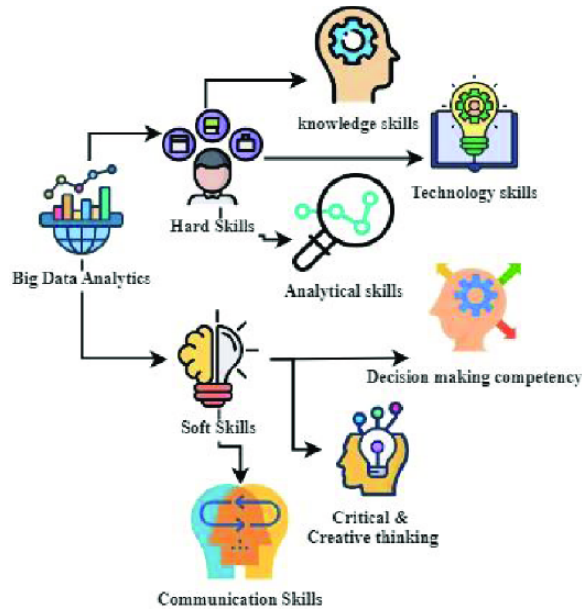 knowledge skills
Technology skills
Hard Skills
Big Data Analytics
Analytical skills
Decision making competency
Soft Skills
Critical &
Creative thinking
Communication Skills